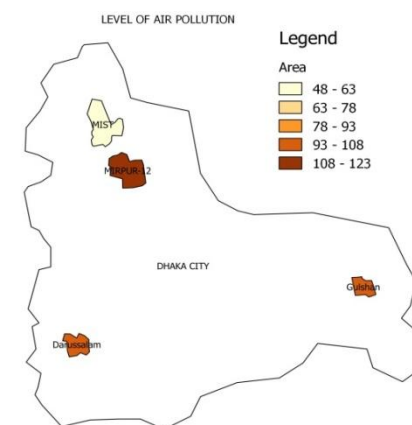 LEVEL OF AIR POLLUTION
Legend
Area
48 - 63
63 - 78
78 - 93
93 - 108
108 - 123
MIST
MIRPUR-12
DHAKA CITY
Gulshan
Darussalam